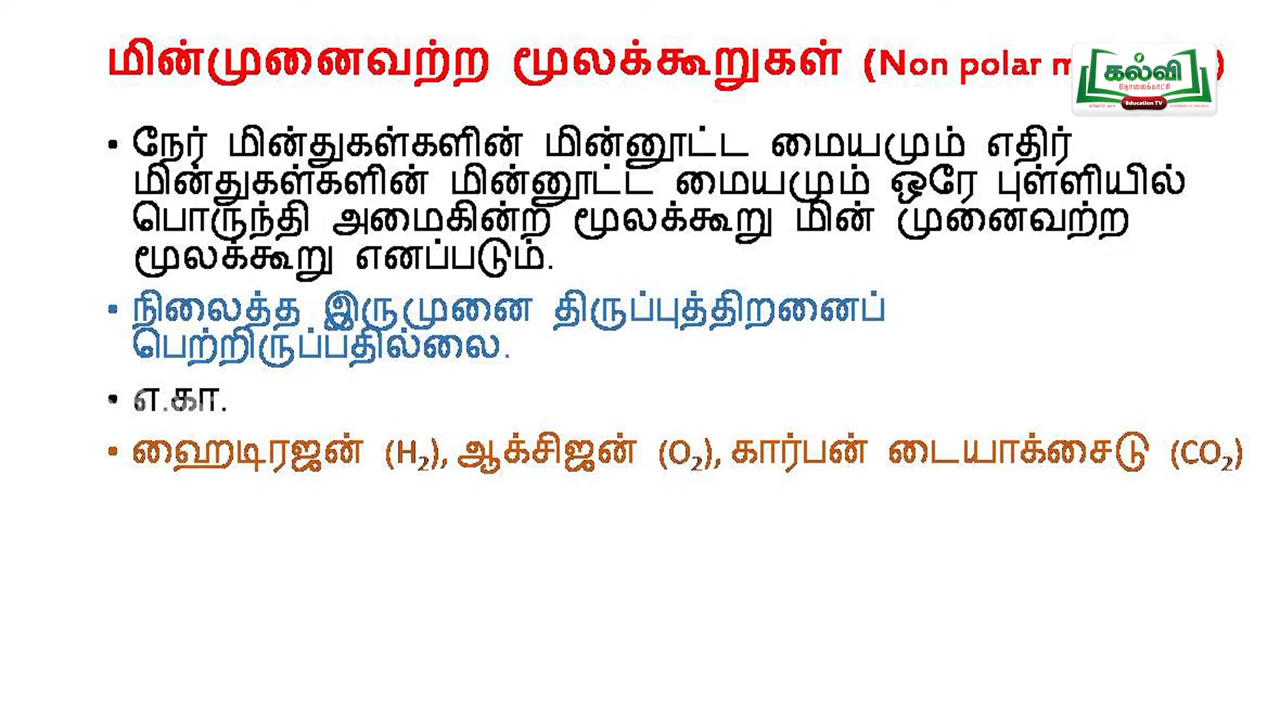 மின்முனைவற்ற மூலக்கூறுகள் (Non polar m )
கல்வி
தொலைக்காட்சி
Education TV
• நேர் மின்துகள்களின் மின்னூட்ட மையமும் எதிர்
மின்துகள்களின் மின்னூட்ட மையமும் ஒரே புள்ளியில்
பொருந்தி அமைகின்ற மூலக்கூறு மின் முனைவற்ற
மூலக்கூறு எனப்படும்.
• நிலைத்த இருமுனை திருப்புத்திறனைப்
பெற்றிருப்பதில்லை.
• எ.கா.
• ஹைடிரஜன் (H₂), ஆக்சிஜன் (O₂), கார்பன் டையாக்சைடு (CO₂)